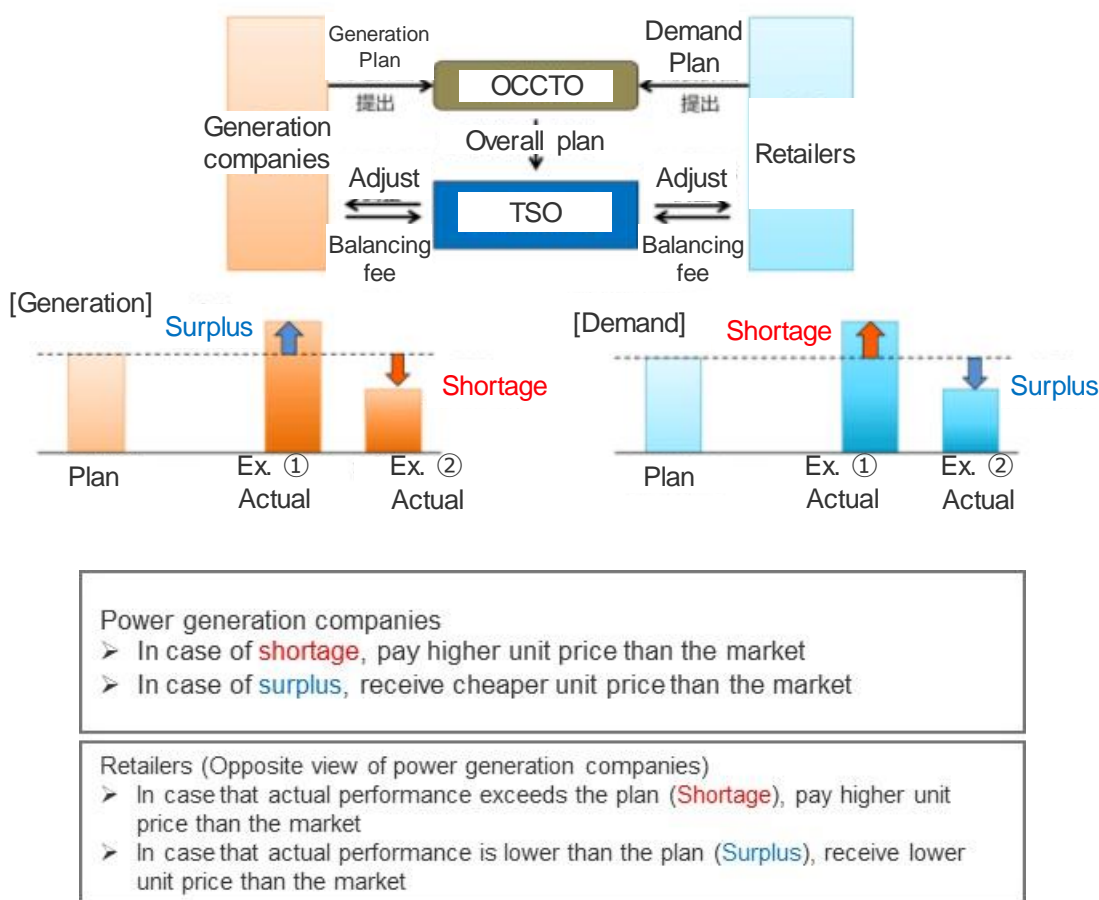 Generation
Plan
Demand
Plan
OCCTO
提出
提出
Generation
companies
Overall plan
Retailers
Adjust
Adjust
TSO
Balancing
fee
Balancing
fee
[Generation]
Surplus
Shortage
Plan
Ex. ①
Actual
Ex. ②
Actual
[Demand]
Shortage
Surplus
Plan
Ex. ①
Actual
Ex. ②
Actual
Power generation companies
➢ In case of shortage, pay higher unit price than the market
➢ In case of surplus, receive cheaper unit price than the market
Retailers (Opposite view of power generation companies)
➢ In case that actual performance exceeds the plan (Shortage), pay higher unit
price than the market
➢ In case that actual performance is lower than the plan (Surplus), receive lower
unit price than the market